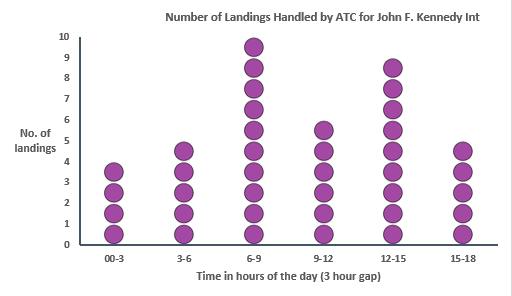 Number of Landings Handled by ATC for John F. Kennedy Int
10
9
8
7
6
5
4
3
2
1
0
No. of
landings
00-3 3-6 6-9 9-12 12-15 15-18
Time in hours of the day (3 hour gap)